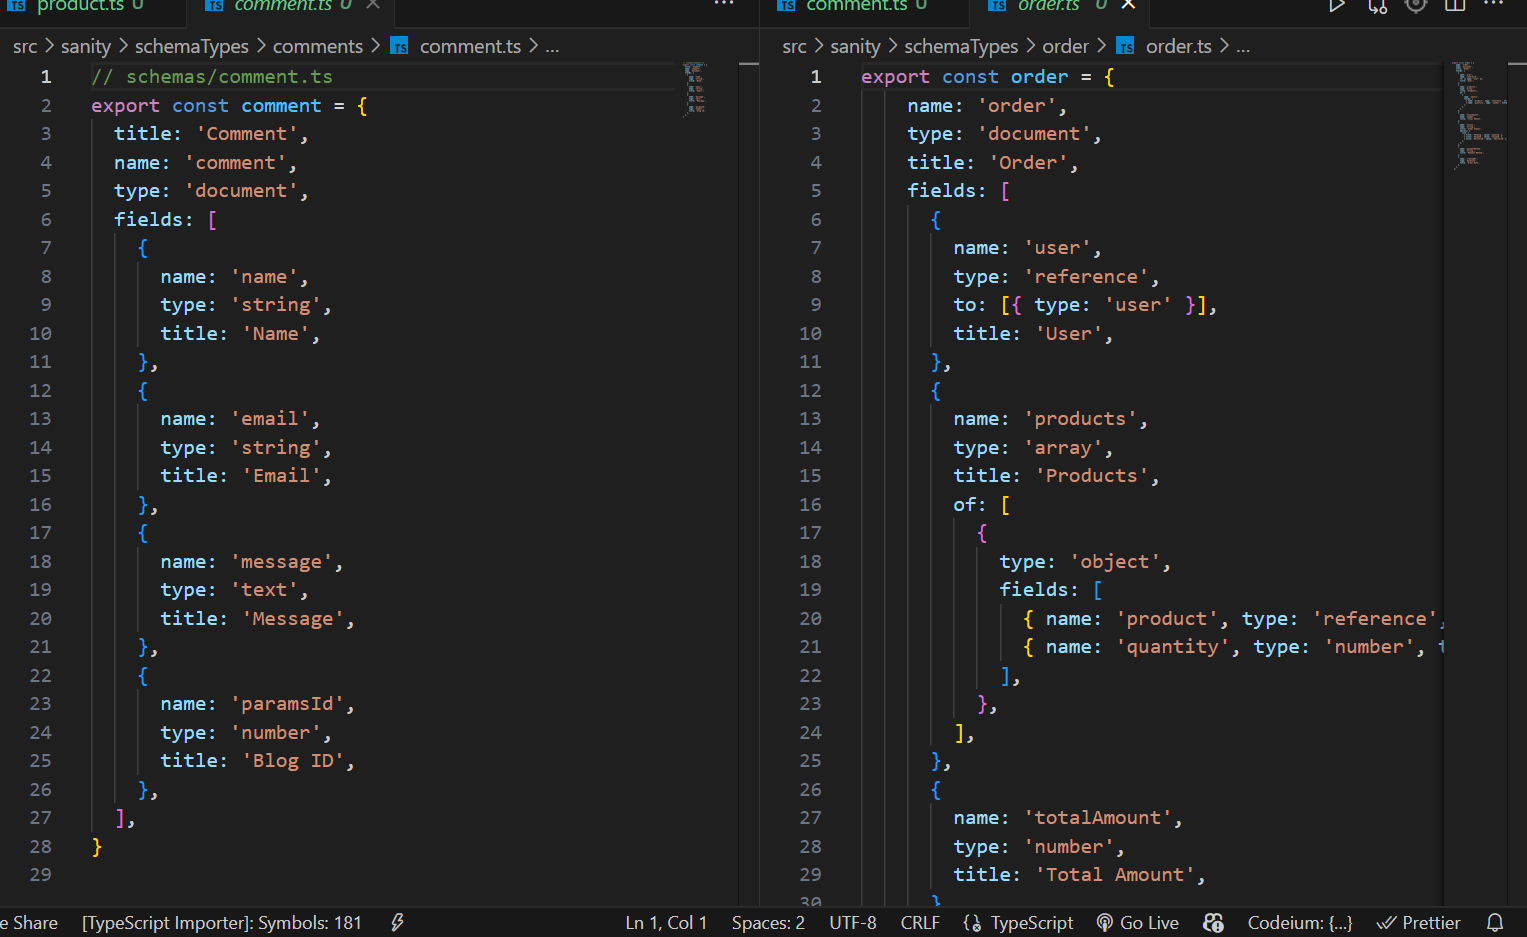 TS product.ts U
TS comment.ts U
src > sanity > schemaTypes > comments > TS comment.ts > ...
1 // schemas/comment.ts
2 export const comment = {
3 title: 'Comment',
4 name: 'comment',
5 type: 'document',
6 fields: [
7 {
8 name: 'name',
9 type: 'string',
10 title: 'Name',
11 },
12 {
13 name: 'email',
14 type: 'string',
15 title: 'Email',
16 },
17 {
18 name: 'message',
19 type: 'text',
20 title: 'Message',
21 },
22 {
23 name: 'paramsId',
24 type: 'number',
25 title: 'Blog ID',
26 },
27 ],
28 }
29
TS comment.ts U
TS order.ts U
src > sanity > schemaTypes > order > TS order.ts > ...
1 export const order = {
2 name: 'order',
3 type: 'document',
4 title: 'Order',
5 fields: [
6 {
7 name: 'user',
8 type: 'reference',
9 to: [{ type: 'user' }],
10 title: 'User',
11 },
12 {
13 name: 'products',
14 type: 'array',
15 title: 'Products',
16 of: [
17 {
18 type: 'object',
19 fields: [
20 { name: 'product', type: 'reference',
21 { name: 'quantity', type: 'number', t
22 ],
23 },
24 ],
25 },
26 {
27 name: 'totalAmount',
28 type: 'number',
29 title: 'Total Amount',
30 }
e Share [TypeScript Importer]: Symbols: 181 Ln 1, Col 1 Spaces: 2 UTF-8 CRLF {} TypeScript Go Live Codeium: {...} Prettier